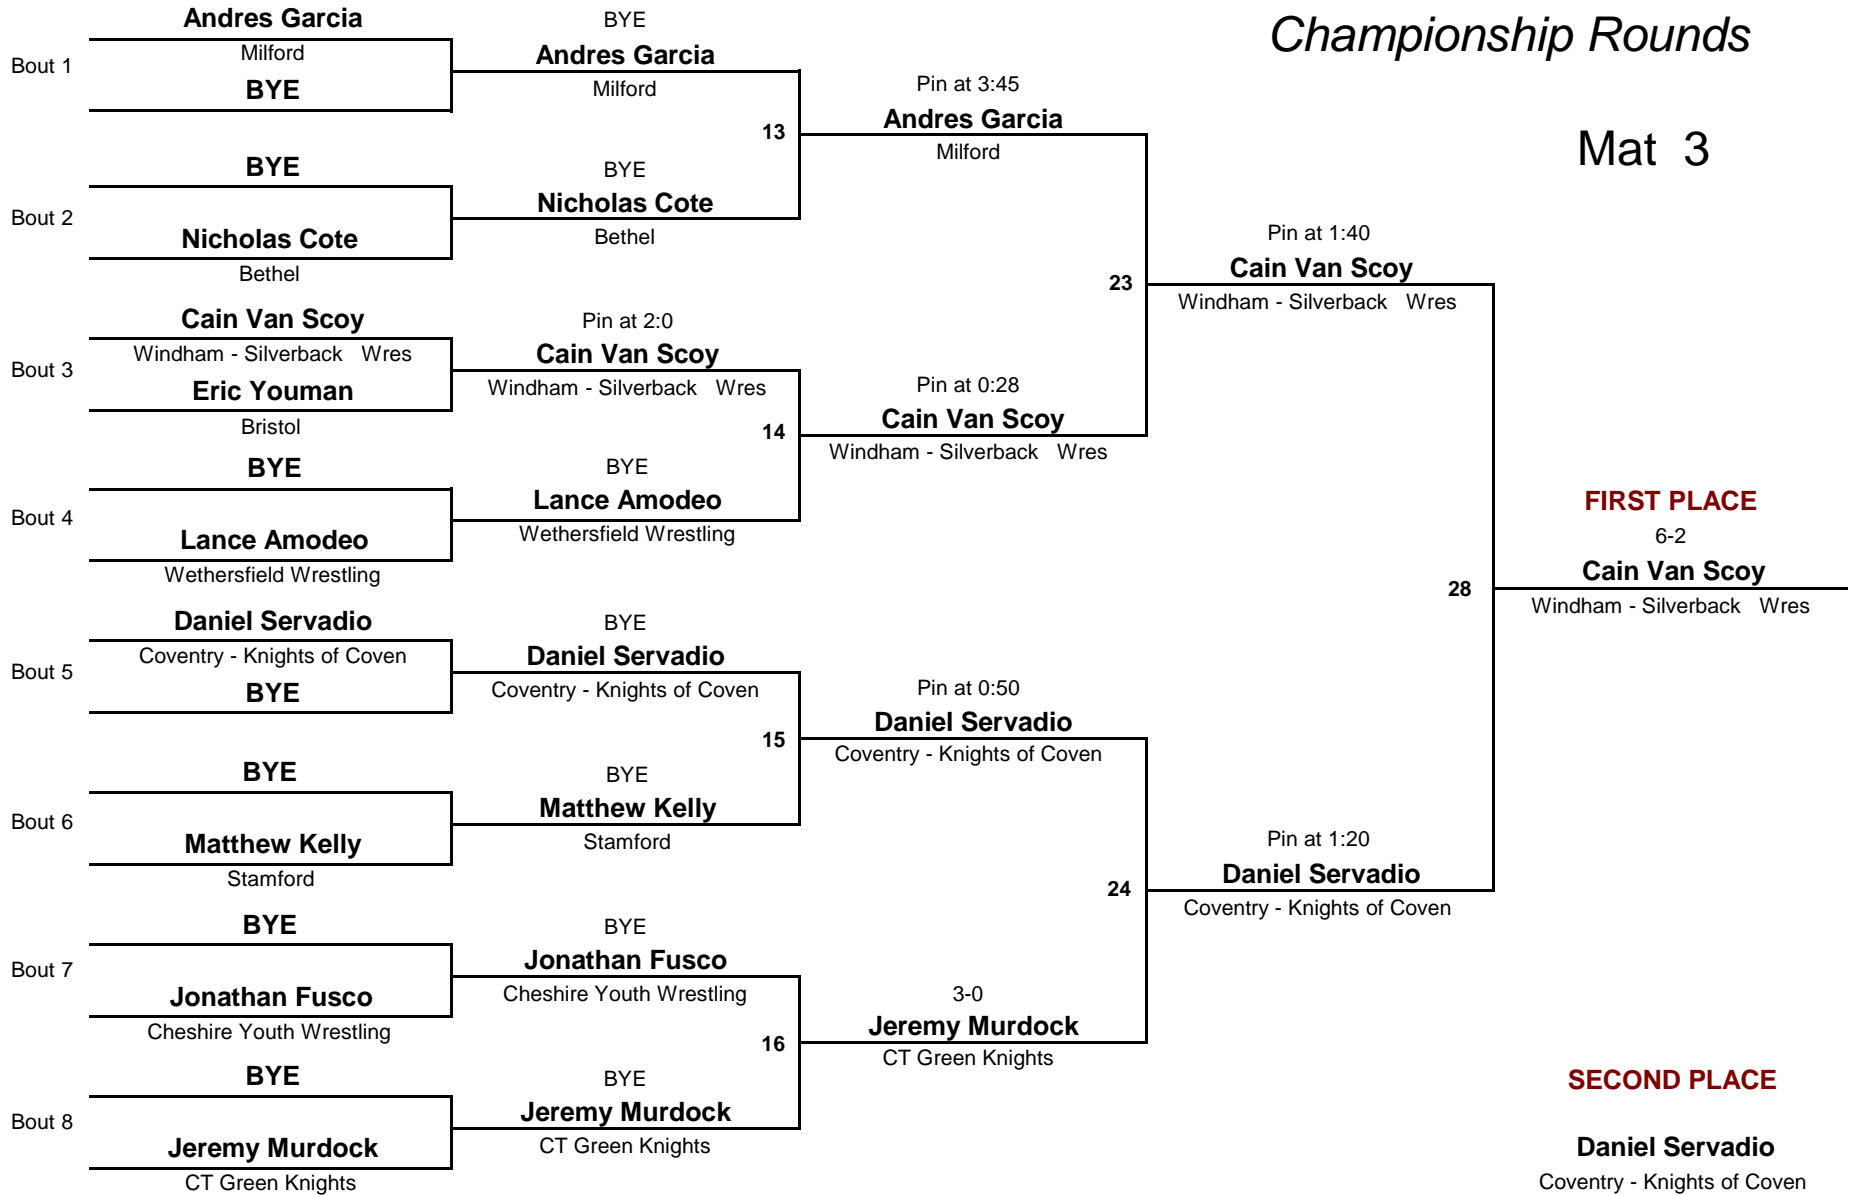 Championship Rounds
Mat 3
Bout 1
Andres Garcia
Milford
BYE
Bout 2
BYE
Nicholas Cote
Bethel
Bout 3
Cain Van Scoy
Windham - Silverback Wres
Eric Youman
Bristol
Bout 4
BYE
Lance Amodeo
Wethersfield Wrestling
Bout 5
Daniel Servadio
Coventry - Knights of Coven
BYE
Bout 6
BYE
Matthew Kelly
Stamford
Bout 7
BYE
Jonathan Fusco
Cheshire Youth Wrestling
Bout 8
BYE
Jeremy Murdock
CT Green Knights
BYE
Andres Garcia
Milford
13
BYE
Nicholas Cote
Bethel
Pin at 2:0
Cain Van Scoy
Windham - Silverback Wres
14
BYE
Lance Amodeo
Wethersfield Wrestling
BYE
Daniel Servadio
Coventry - Knights of Coven
15
BYE
Matthew Kelly
Stamford
BYE
Jonathan Fusco
Cheshire Youth Wrestling
16
BYE
Jeremy Murdock
CT Green Knights
Pin at 3:45
Andres Garcia
Milford
23
Pin at 0:28
Cain Van Scoy
Windham - Silverback Wres
Pin at 0:50
Daniel Servadio
Coventry - Knights of Coven
24
3-0
Jeremy Murdock
CT Green Knights
Pin at 1:40
Cain Van Scoy
Windham - Silverback Wres
28
Pin at 1:20
Daniel Servadio
Coventry - Knights of Coven
FIRST PLACE
6-2
Cain Van Scoy
Windham - Silverback Wres
SECOND PLACE
Daniel Servadio
Coventry - Knights of Coven